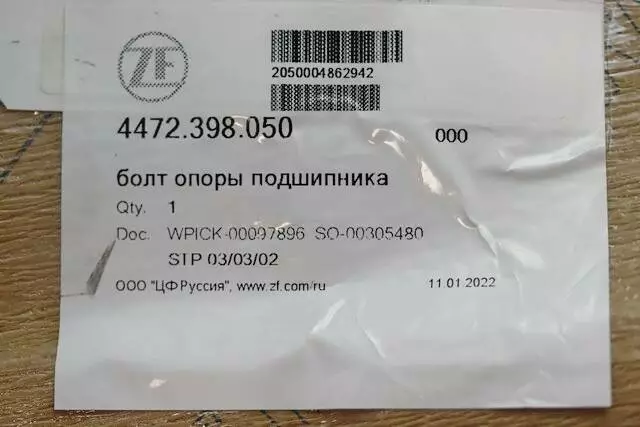 ZF
2050004862942
4472.398.050 000
болт опоры подшипника
Qty. 1
Doc. WPICK-00097896 SO-00305480
STP 03/03/02
ООО "ЦФ Руссия", www.zf.com/ru 11.01.2022